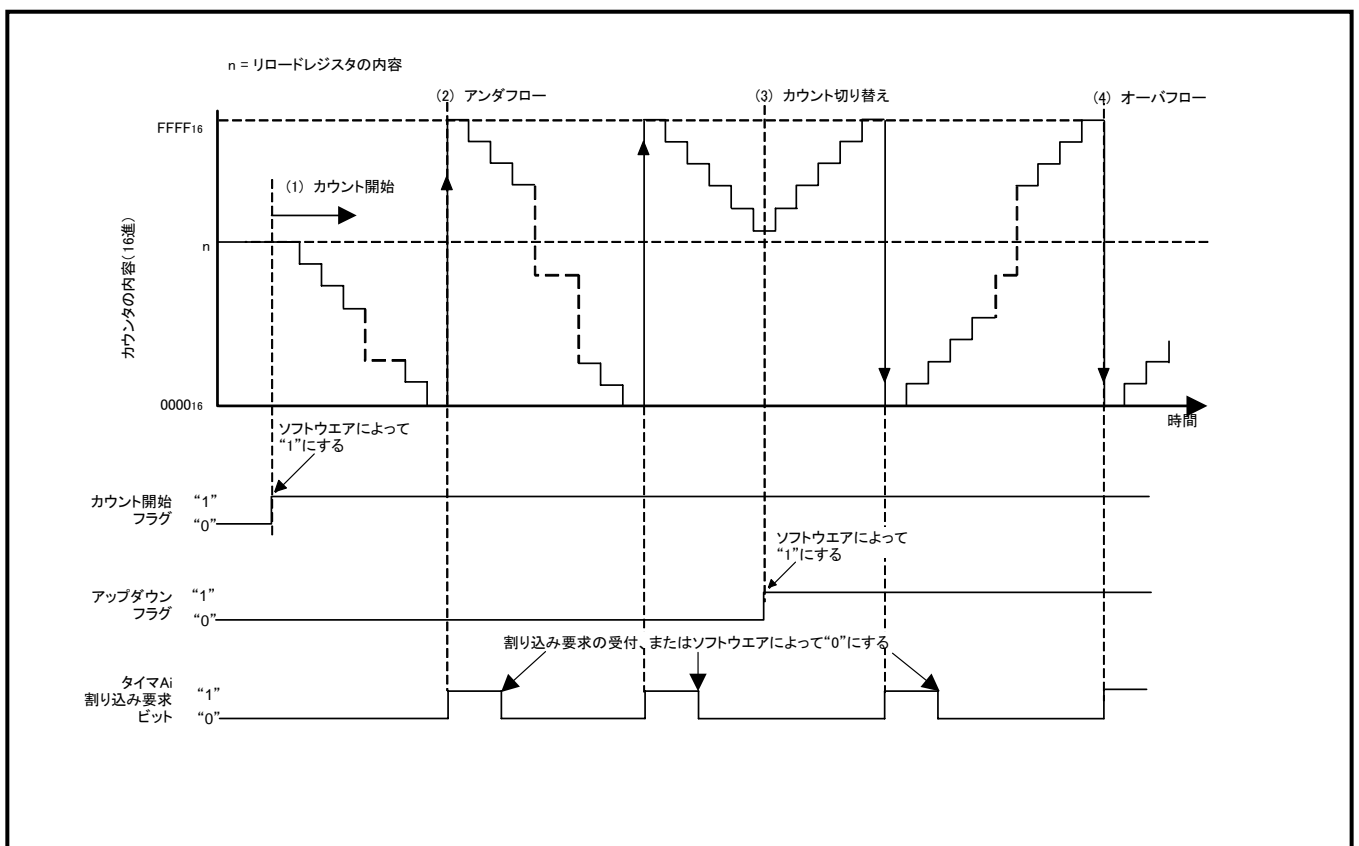 n = リロードレジスタの内容
(2) アンダフロー
(3) カウント切り替え
(4) オーバフロー
FFFF16
(1) カウント開始
カウンタの内容(16進)
n
000016
時間
ソフトウエアによって
“1”にする
カウント開始
フラグ
“1”
“0”
ソフトウエアによって
“1”にする
アップダウン
フラグ
“1”
“0”
割り込み要求の受付、またはソフトウエアによって“0”にする
タイマAi
割り込み要求
ビット
“1”
“0”